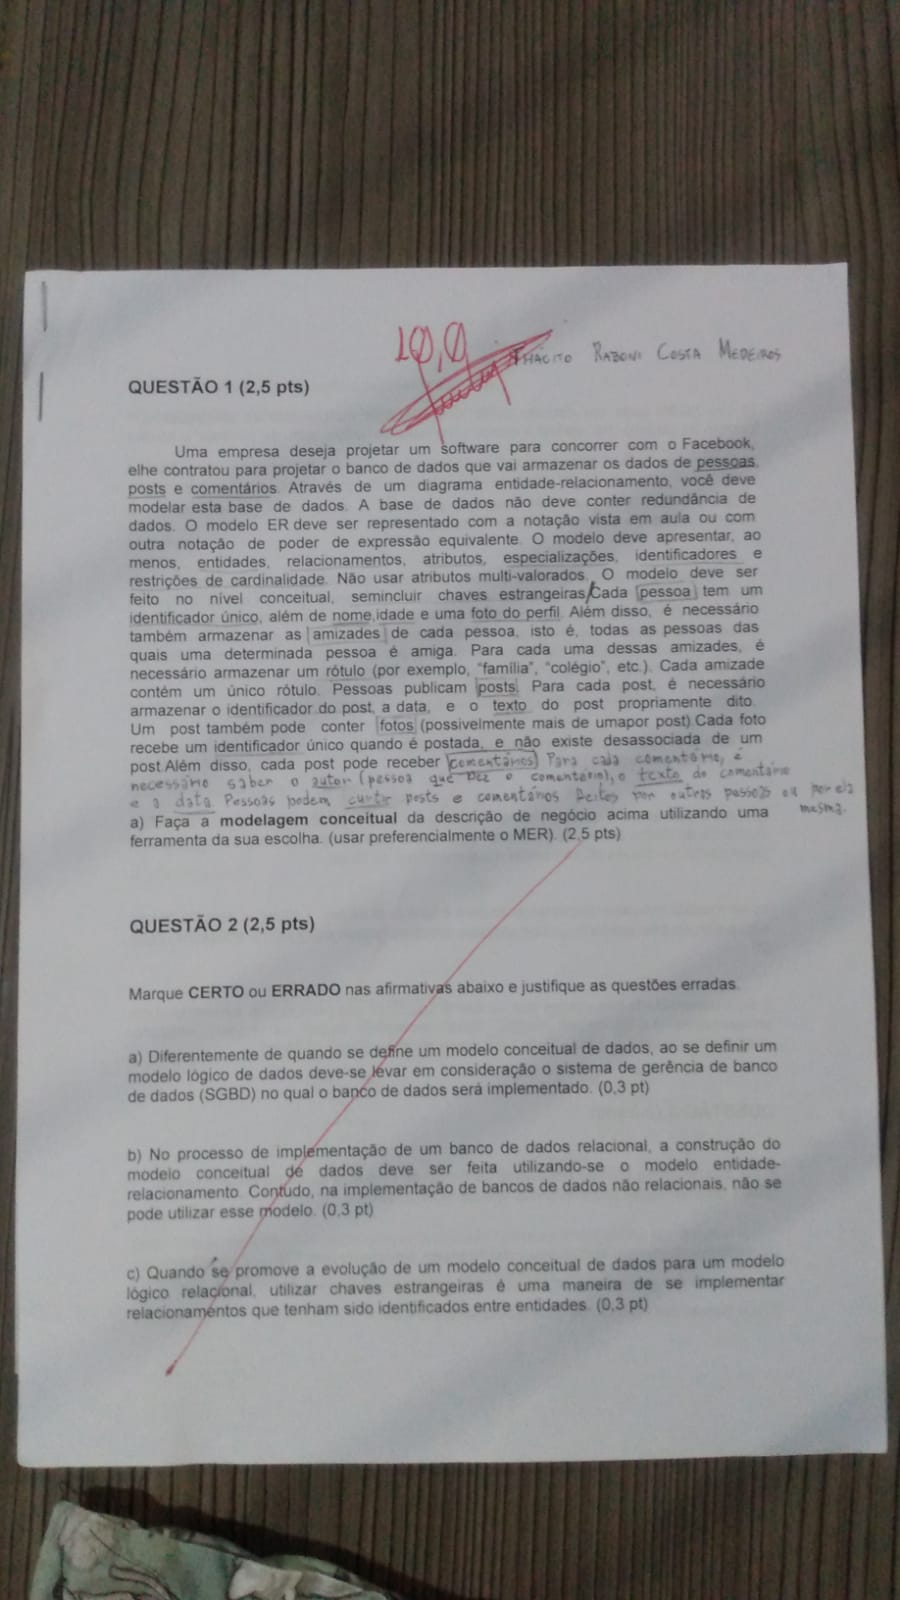 10,0
Thácito Raboni Costa Medeiros
QUESTÃO 1 (2,5 pts)
Uma empresa deseja projetar um software para concorrer com o Facebook,
elhe contratou para projetar o banco de dados que vai armazenar os dados de pessoas,
posts e comentários. Através de um diagrama entidade-relacionamento, você deve
modelar esta base de dados. A base de dados não deve conter redundância de
dados. O modelo ER deve ser representado com a notação vista em aula ou com
outra notação de poder de expressão equivalente. O modelo deve apresentar, ao
menos, entidades, relacionamentos, atributos, especializações, identificadores e
restrições de cardinalidade. Não usar atributos multi-valorados. O modelo deve ser
feito no nível conceitual, semincluir chaves estrangeiras/Cada pessoa tem um
identificador único, além de nome,idade e uma foto do perfil. Além disso, é necessário
também armazenar as amizades de cada pessoa, isto é, todas as pessoas das
quais uma determinada pessoa é amiga. Para cada uma dessas amizades, é
necessário armazenar um rótulo (por exemplo, "família", "colégio", etc.). Cada amizade
contém um único rótulo. Pessoas publicam posts. Para cada post, é necessário
armazenar o identificador do post, a data, e o texto do post propriamente dito.
Um post também pode conter fotos (possivelmente mais de umapor post).Cada foto
recebe um identificador único quando é postada, e não existe desassociada de um
post.Além disso, cada post pode receber comentários) Para cada comentário, é
necessário saber o autor (pessoa que fez o comentário), o texto do comentário
e a data. Pessoas podem curtir posts e comentários feitos por outras pessoas ou por ela
mesma.
a) Faça a modelagem conceitual da descrição de negócio acima utilizando uma
ferramenta da sua escolha. (usar preferencialmente o MER). (2,5 pts)
QUESTÃO 2 (2,5 pts)
Marque CERTO ou ERRADO nas afirmativas abaixo e justifique as questões erradas.
a) Diferentemente de quando se define um modelo conceitual de dados, ao se definir um
modelo lógico de dados deve-se levar em consideração o sistema de gerência de banco
de dados (SGBD) no qual o banco de dados será implementado. (0,3 pt)
b) No processo de implementação de um banco de dados relacional, a construção do
modelo conceitual de dados deve ser feita utilizando-se o modelo entidade-
relacionamento. Contudo, na implementação de bancos de dados não relacionais, não se
pode utilizar esse modelo. (0,3 pt)
c) Quando se promove a evolução de um modelo conceitual de dados para um modelo
lógico relacional, utilizar chaves estrangeiras é uma maneira de se implementar
relacionamentos que tenham sido identificados entre entidades. (0,3 pt)